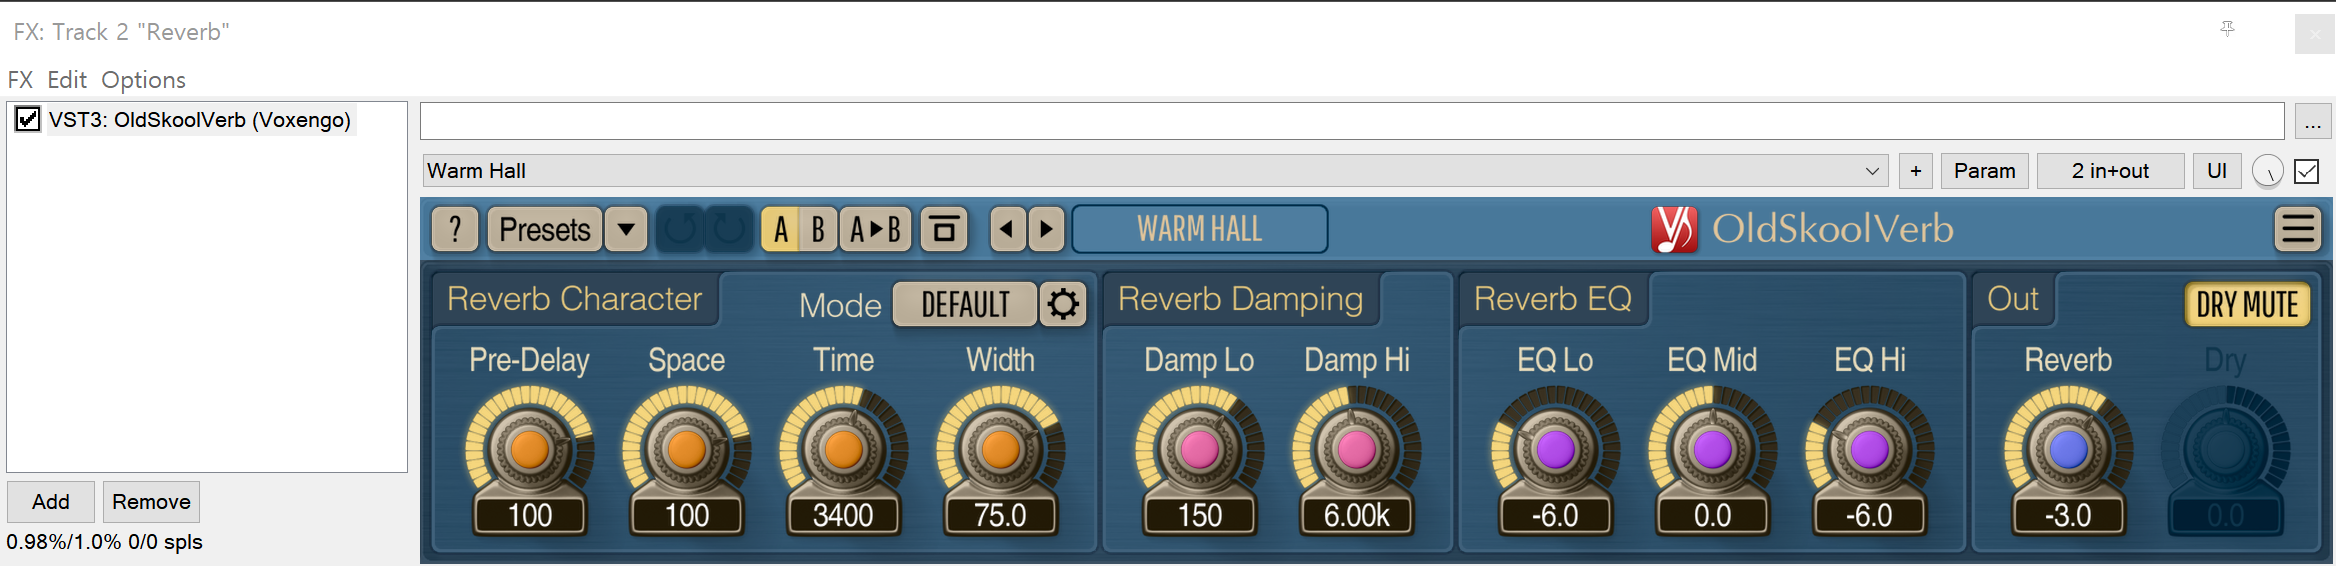 FX: Track 2 "Reverb"
FX Edit Options
VST3: OldSkoolVerb (Voxengo)
...
Warm Hall
+ Param 2 in+out UI
? Presets A B A▸B WARM HALL OldSkoolVerb
Reverb Character Mode DEFAULT Reverb Damping Reverb EQ Out DRY MUTE
Pre-Delay Space Time Width Damp Lo Damp Hi EQ Lo EQ Mid EQ Hi Reverb Dry
100 100 3400 75.0 150 6.00k -6.0 0.0 -6.0 -3.0 0.0
Add Remove
0.98%/1.0% 0/0 spls